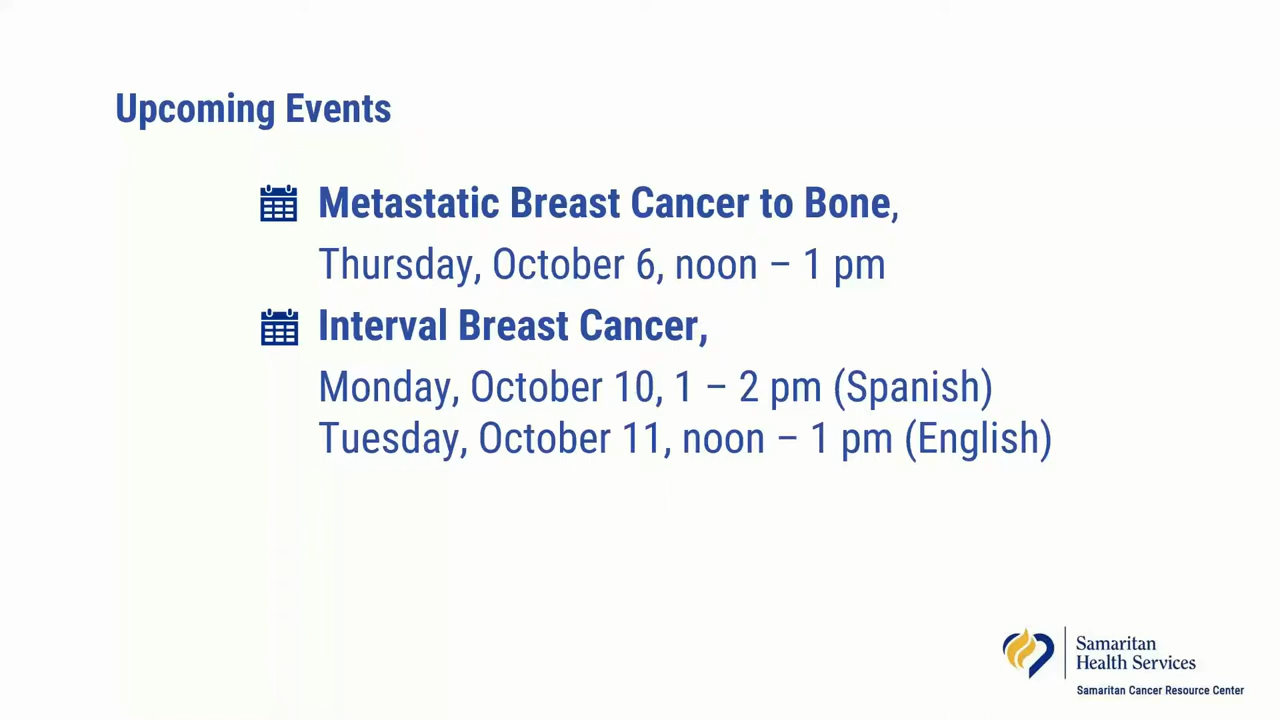 Upcoming Events
Metastatic Breast Cancer to Bone,
Thursday, October 6, noon – 1 pm
Interval Breast Cancer,
Monday, October 10, 1 – 2 pm (Spanish)
Tuesday, October 11, noon – 1 pm (English)
Samaritan
Health Services
Samaritan Cancer Resource Center